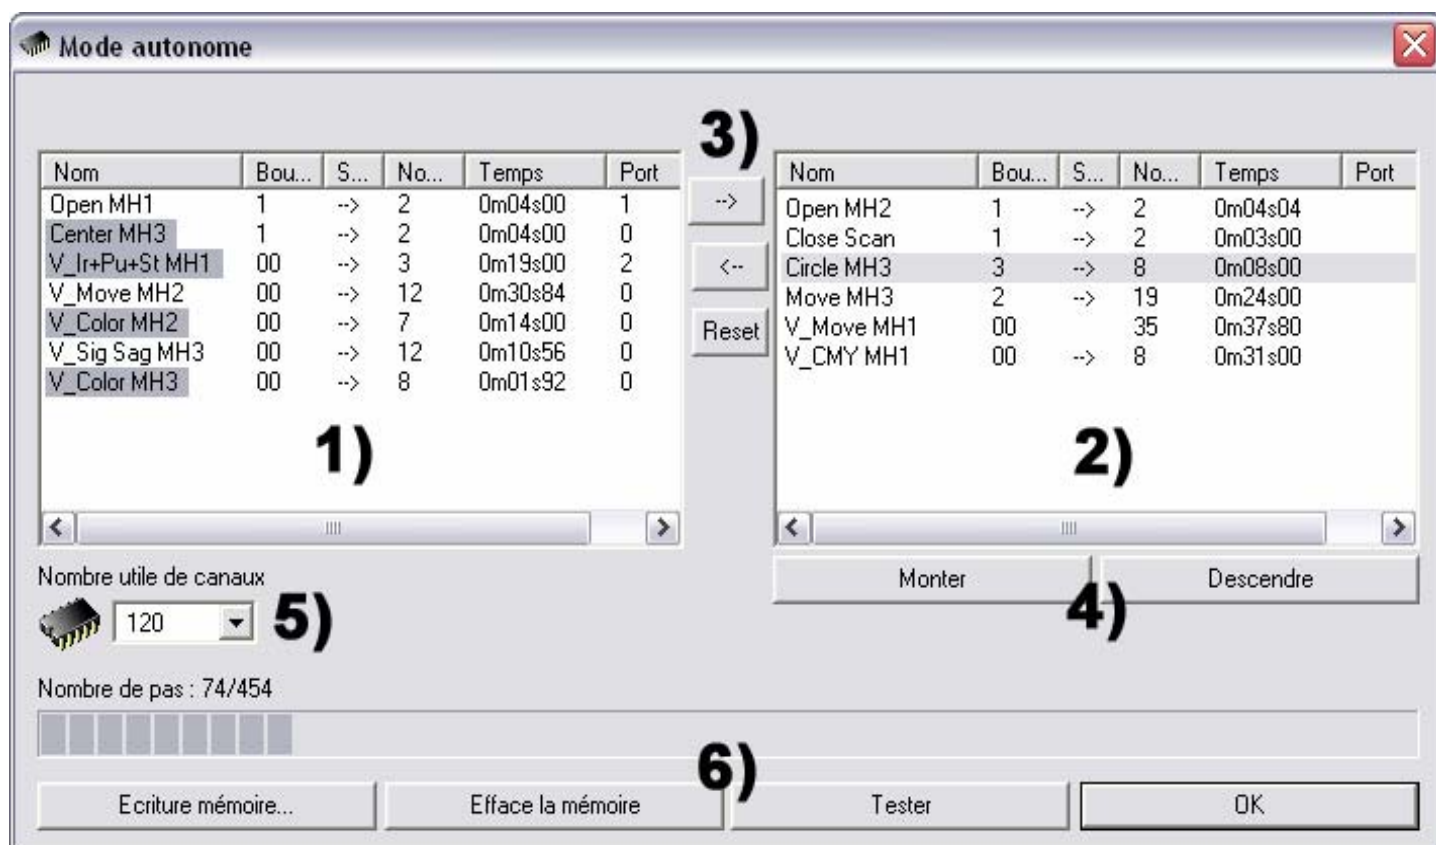 Mode autonome
3)
Nom Bou... S... No... Temps Port
Open MH1 1 --> 2 0m04s00 1
Center MH3 1 --> 2 0m04s00 0
V_Ir+Pu+St MH1 00 --> 3 0m19s00 2
V_Move MH2 00 --> 12 0m30s84 0
V_Color MH2 00 --> 7 0m14s00 0
V_Sig Sag MH3 00 --> 12 0m10s56 0
V_Color MH3 00 --> 8 0m01s92 0
1)
-->
<--
Reset
Nom Bou... S... No... Temps Port
Open MH2 1 --> 2 0m04s04
Close Scan 1 --> 2 0m03s00
Circle MH3 3 --> 8 0m08s00
Move MH3 2 --> 19 0m24s00
V_Move MH1 00 35 0m37s80
V_CMY MH1 00 --> 8 0m31s00
2)
Monter Descendre
4)
Nombre utile de canaux
120 5)
Nombre de pas : 74/454
6)
Ecriture mémoire... Efface la mémoire Tester OK